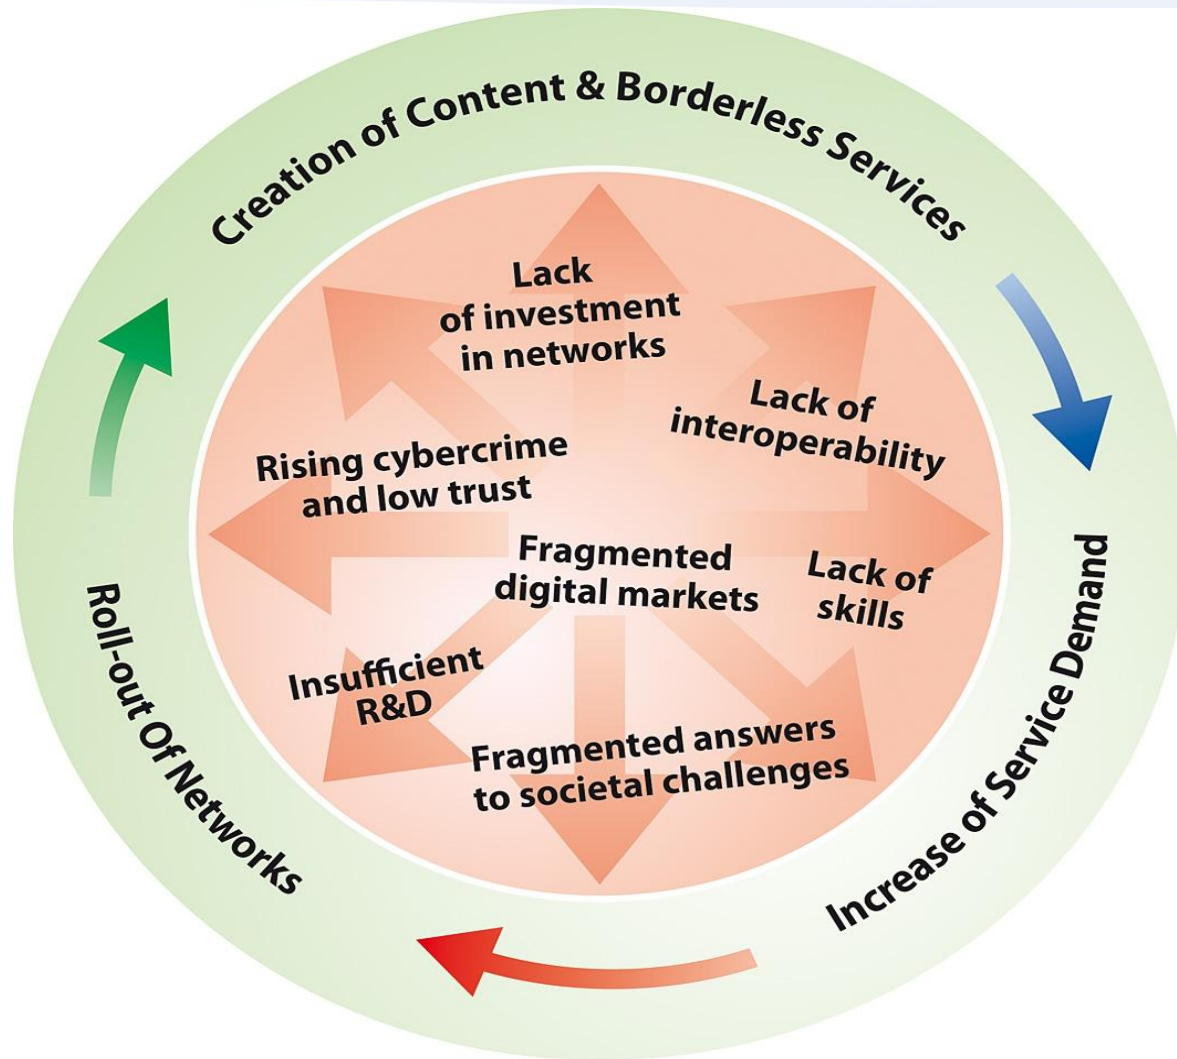 Creation of Content & Borderless Services
Lack
of investment
in networks
Lack of
interoperability
Rising cybercrime
and low trust
Fragmented
digital markets
Lack of
skills
Insufficient
R&D
Fragmented answers
to societal challenges
Increase of Service Demand
Roll-out Of Networks